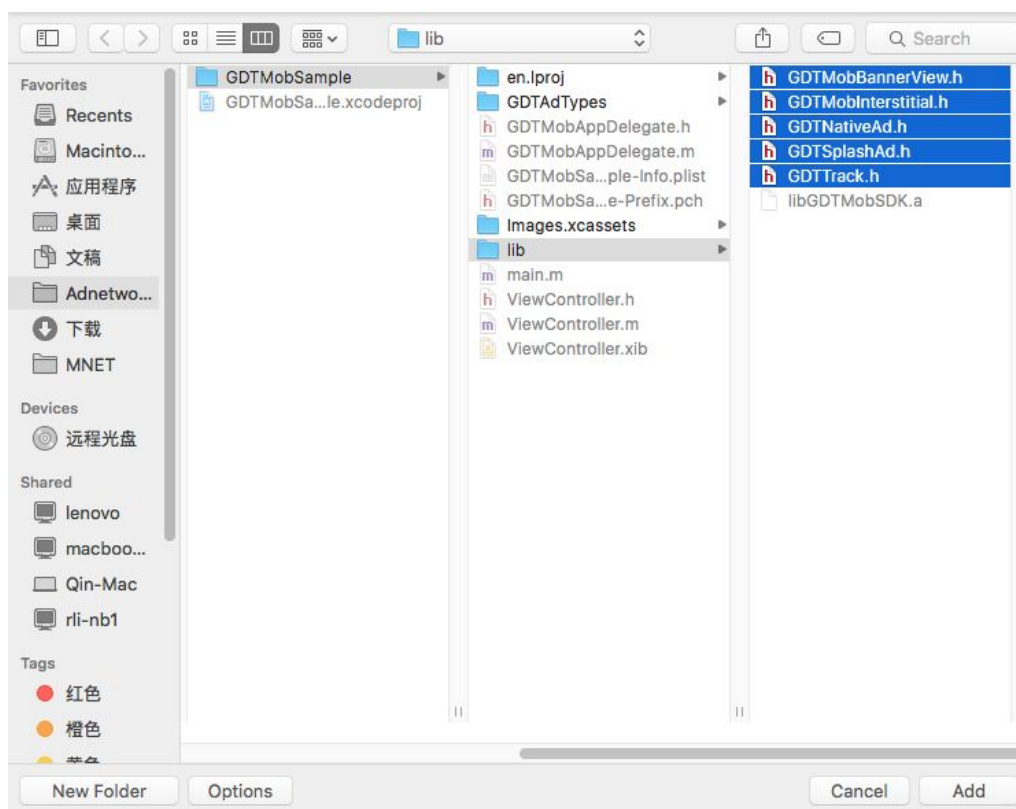 lib
Search
Favorites
Recents
Macinto...
应用程序
桌面
文稿
Adnetwo...
下载
MNET
Devices
远程光盘
Shared
lenovo
macboo...
Qin-Mac
rli-nb1
Tags
红色
橙色
GDTMobSample
GDTMobSa...le.xcodeproj
en.lproj
GDTAdTypes
h GDTMobAppDelegate.h
m GDTMobAppDelegate.m
GDTMobSa...ple-Info.plist
h GDTMobSa...e-Prefix.pch
Images.xcassets
lib
m main.m
h ViewController.h
m ViewController.m
ViewController.xib
h GDTMobBannerView.h
h GDTMobInterstitial.h
h GDTNativeAd.h
h GDTSplashAd.h
h GDTTrack.h
libGDTMobSDK.a
New Folder
Options
Cancel
Add